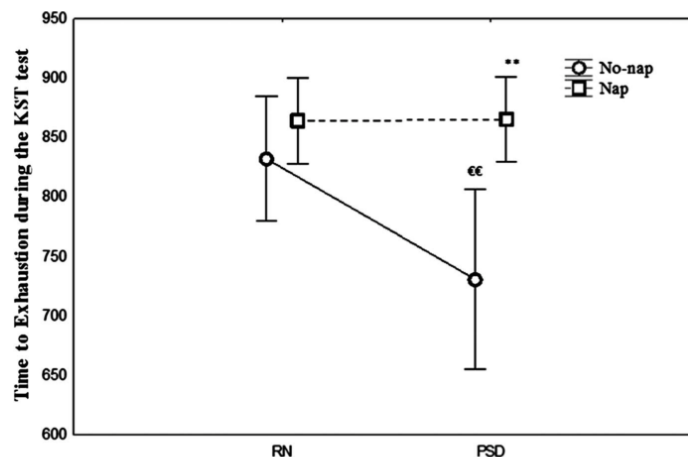 Time to Exhaustion during the KST test
950
900
850
800
750
700
650
600
**
€€
No-nap
Nap
RN
PSD